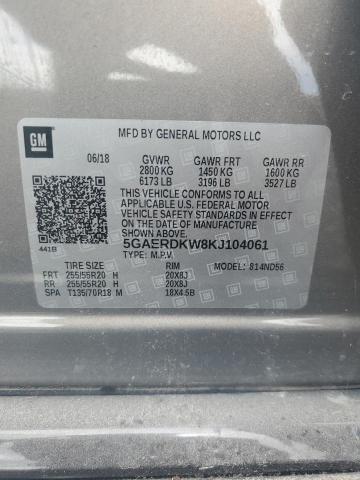 GM
MFD BY GENERAL MOTORS LLC
06/18 GVWR GAWR FRT GAWR RR
2800 KG 1450 KG 1600 KG
6173 LB 3196 LB 3527 LB
THIS VEHICLE CONFORMS TO ALL APPLICABLE U.S.
FEDERAL MOTOR VEHICLE SAFETY
STANDARDS IN EFFECT ON THE DATE OF MANUFACTURE
SHOWN ABOVE.
5GAERDKW8KJ104061
TYPE: M.P.V.
441B
MODEL: 814ND56
TIRE SIZE RIM
FRT 255/55R20 H 20X8J
RR 255/55R20 H 20X8J
SPA T135/70R18 M 18X4.5B